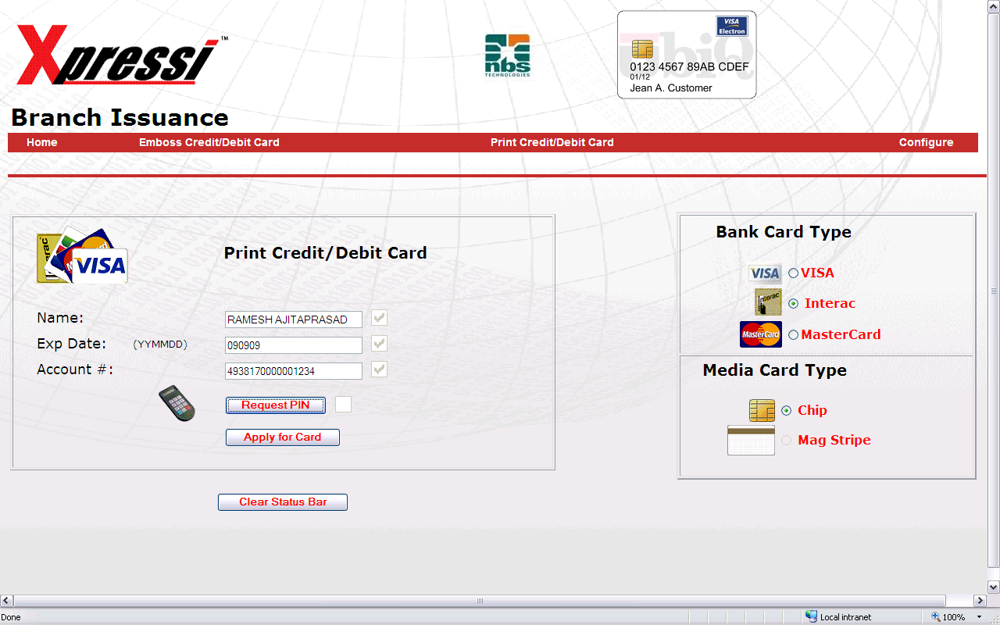 Xpressi™
nbs
TECHNOLOGIES
VISA
Electron
UbiQ
0123 4567 89AB CDEF
01/12
Jean A. Customer
Branch Issuance
Home Emboss Credit/Debit Card Print Credit/Debit Card Configure
VISA
Print Credit/Debit Card
Name: RAMESH AJITAPRASAD
Exp Date: (YYMMDD) 090909
Account #: 4938170000001234
Request PIN
Apply for Card
Clear Status Bar
Bank Card Type
VISA VISA
Interac Interac
MasterCard MasterCard
Media Card Type
Chip
Mag Stripe
Done Local intranet 100%